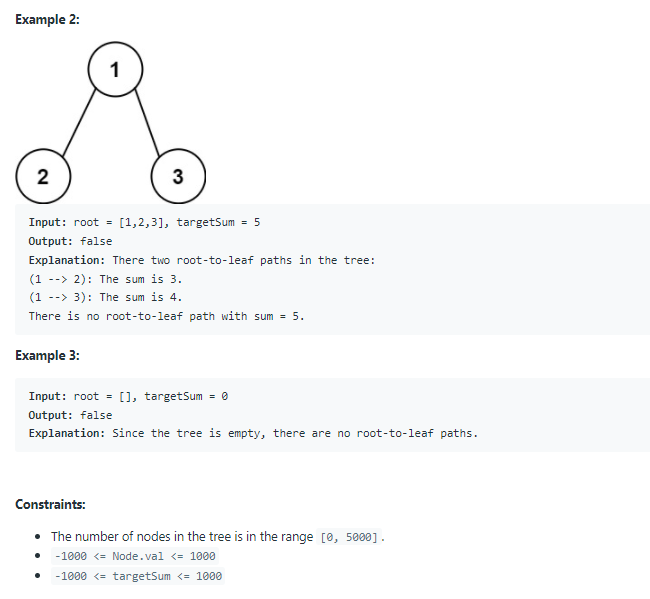 Example 2:
1
2 3
Input: root = [1,2,3], targetSum = 5
Output: false
Explanation: There two root-to-leaf paths in the tree:
(1 --> 2): The sum is 3.
(1 --> 3): The sum is 4.
There is no root-to-leaf path with sum = 5.
Example 3:
Input: root = [], targetSum = 0
Output: false
Explanation: Since the tree is empty, there are no root-to-leaf paths.
Constraints:
• The number of nodes in the tree is in the range [0, 5000].
• -1000 <= Node.val <= 1000
• -1000 <= targetSum <= 1000